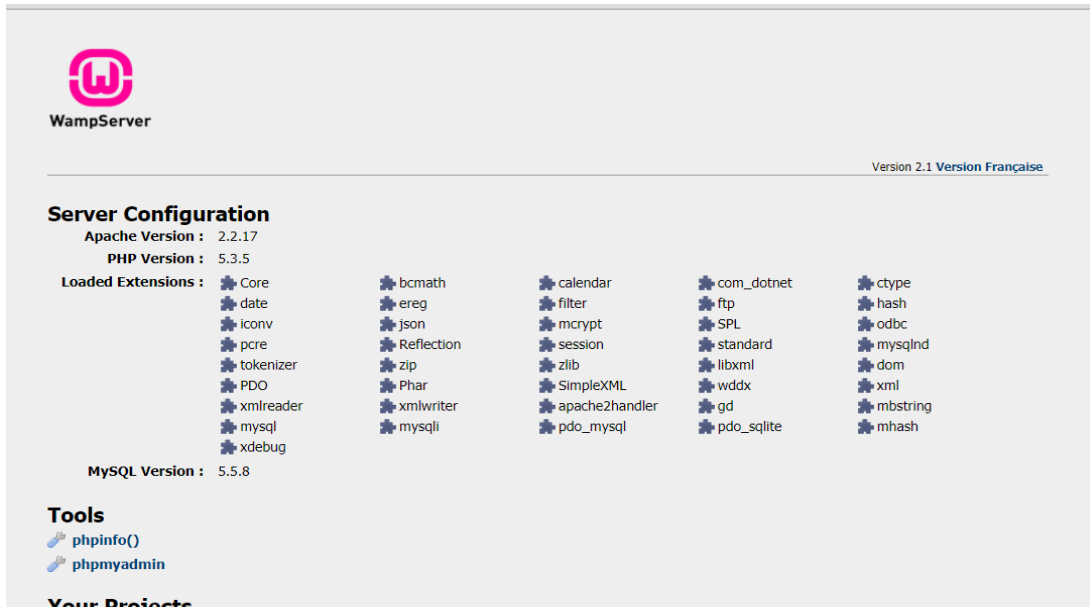 WampServer
Version 2.1 Version Française
Server Configuration
Apache Version : 2.2.17
PHP Version : 5.3.5
Loaded Extensions : Core bcmath calendar com_dotnet ctype
date ereg filter ftp hash
iconv json mcrypt SPL odbc
pcre Reflection session standard mysqlnd
tokenizer zip zlib libxml dom
PDO Phar SimpleXML wddx xml
xmlreader xmlwriter apache2handler gd mbstring
mysql mysqli pdo_mysql pdo_sqlite mhash
xdebug
MySQL Version : 5.5.8
Tools
phpinfo()
phpmyadmin
Your Projects